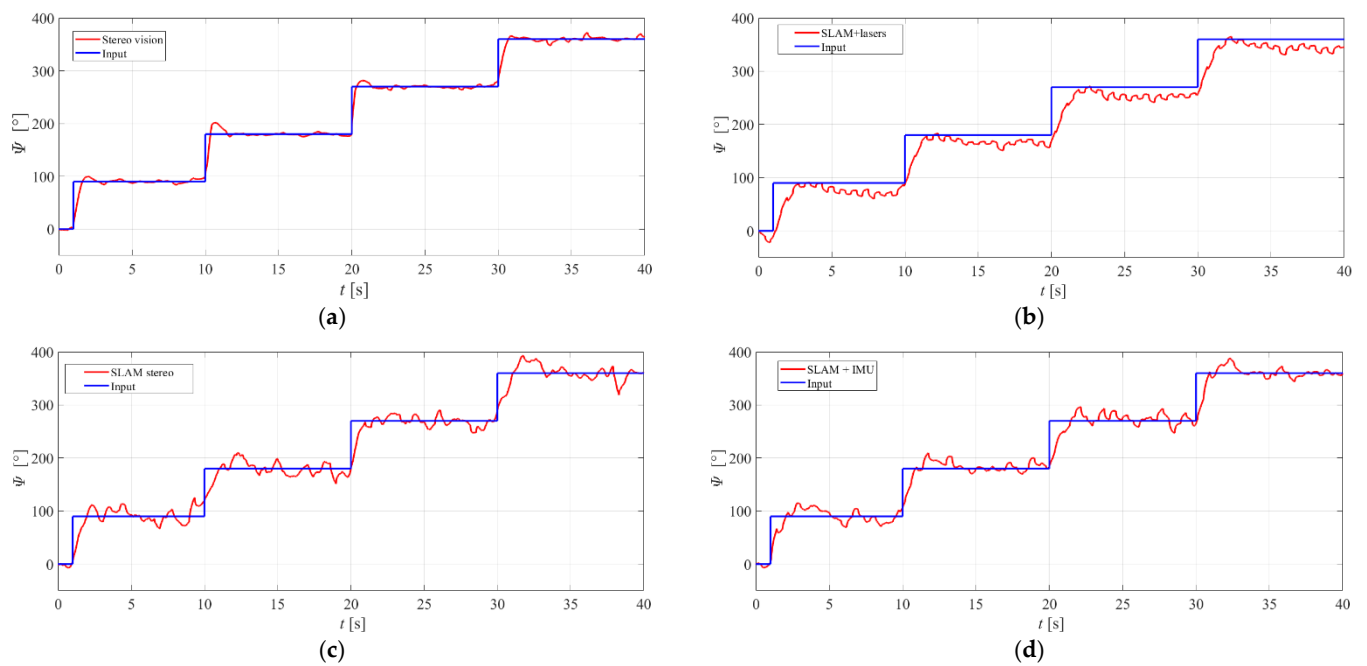 400
300
200
100
0
Ψ [°]
Stereo vision
Input
0 5 10 15 20 25 30 35 40
t [s]
(a)
400
300
200
100
0
Ψ [°]
SLAM+lasers
Input
0 5 10 15 20 25 30 35 40
t [s]
(b)
400
300
200
100
0
Ψ [°]
SLAM stereo
Input
0 5 10 15 20 25 30 35 40
t [s]
(c)
400
300
200
100
0
Ψ [°]
SLAM + IMU
Input
0 5 10 15 20 25 30 35 40
t [s]
(d)